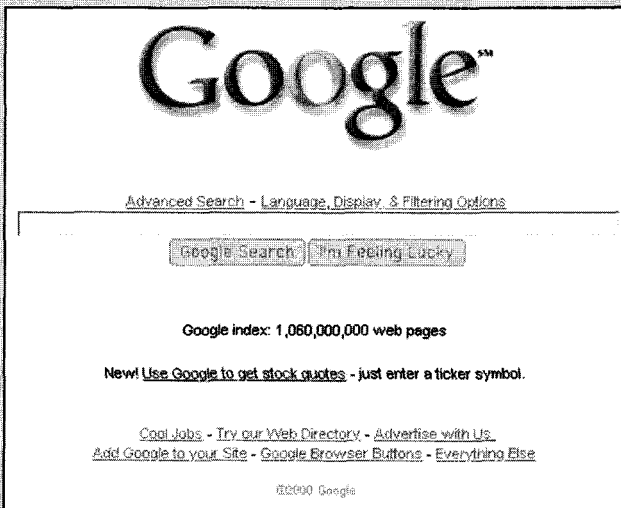 Google℠
Advanced Search - Language, Display, & Filtering Options
Google Search I'm Feeling Lucky
Google index: 1,060,000,000 web pages
New! Use Google to get stock quotes - just enter a ticker symbol.
Cool Jobs - Try our Web Directory - Advertise with Us
Add Google to your Site - Google Browser Buttons - Everything Else
©2000 Google